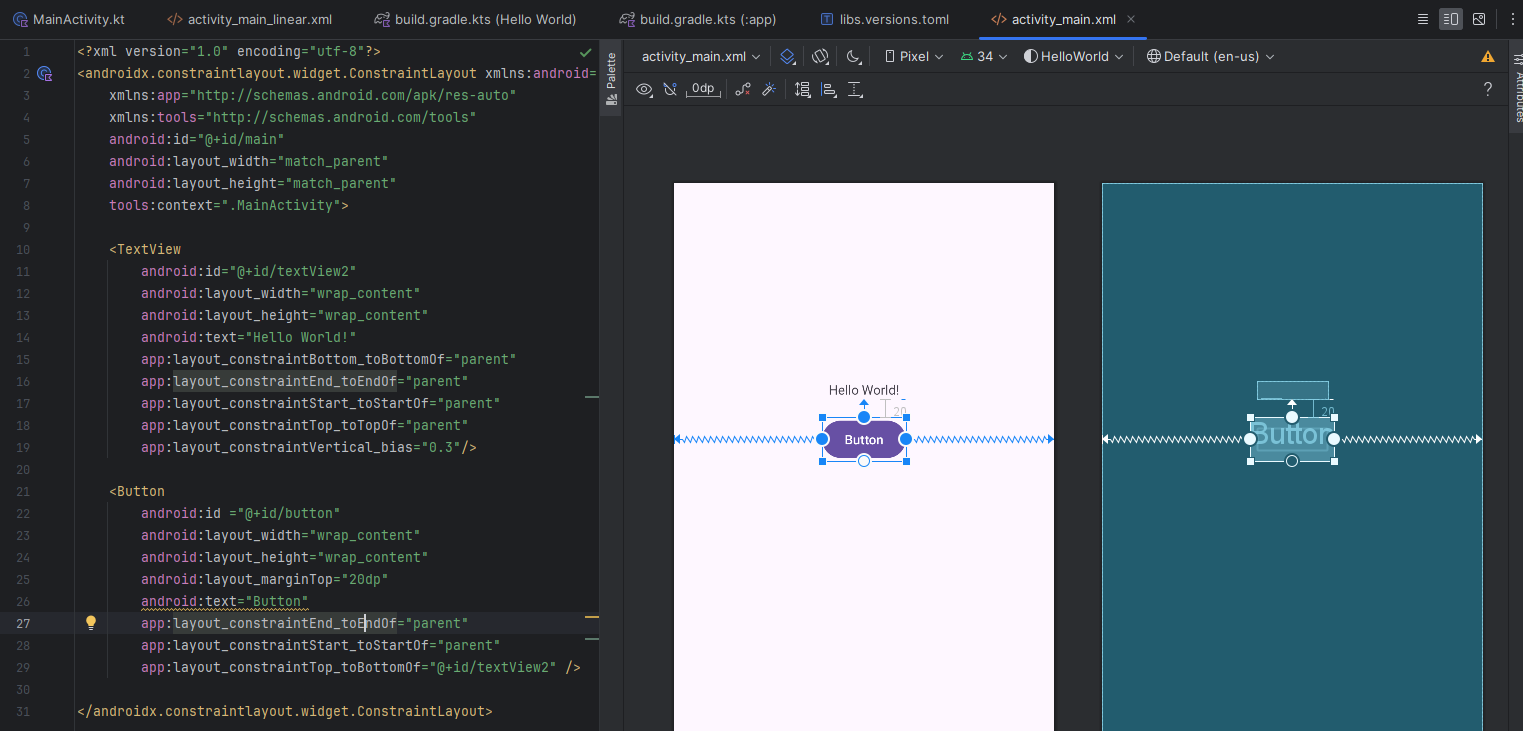 MainActivity.kt
activity_main_linear.xml
build.gradle.kts (Hello World)
build.gradle.kts (:app)
libs.versions.toml
activity_main.xml
1 <?xml version="1.0" encoding="utf-8"?>
2 <androidx.constraintlayout.widget.ConstraintLayout xmlns:android=
3 xmlns:app="http://schemas.android.com/apk/res-auto"
4 xmlns:tools="http://schemas.android.com/tools"
5 android:id="@+id/main"
6 android:layout_width="match_parent"
7 android:layout_height="match_parent"
8 tools:context=".MainActivity">
9
10 <TextView
11 android:id="@+id/textView2"
12 android:layout_width="wrap_content"
13 android:layout_height="wrap_content"
14 android:text="Hello World!"
15 app:layout_constraintBottom_toBottomOf="parent"
16 app:layout_constraintEnd_toEndOf="parent"
17 app:layout_constraintStart_toStartOf="parent"
18 app:layout_constraintTop_toTopOf="parent"
19 app:layout_constraintVertical_bias="0.3"/>
20
21 <Button
22 android:id ="@+id/button"
23 android:layout_width="wrap_content"
24 android:layout_height="wrap_content"
25 android:layout_marginTop="20dp"
26 android:text="Button"
27 app:layout_constraintEnd_toEndOf="parent"
28 app:layout_constraintStart_toStartOf="parent"
29 app:layout_constraintTop_toBottomOf="@+id/textView2" />
30
31 </androidx.constraintlayout.widget.ConstraintLayout>
Palette
activity_main.xml
Pixel
34
HelloWorld
Default (en-us)
0dp
?
Attributes
Hello World!
20
Button
20
Button